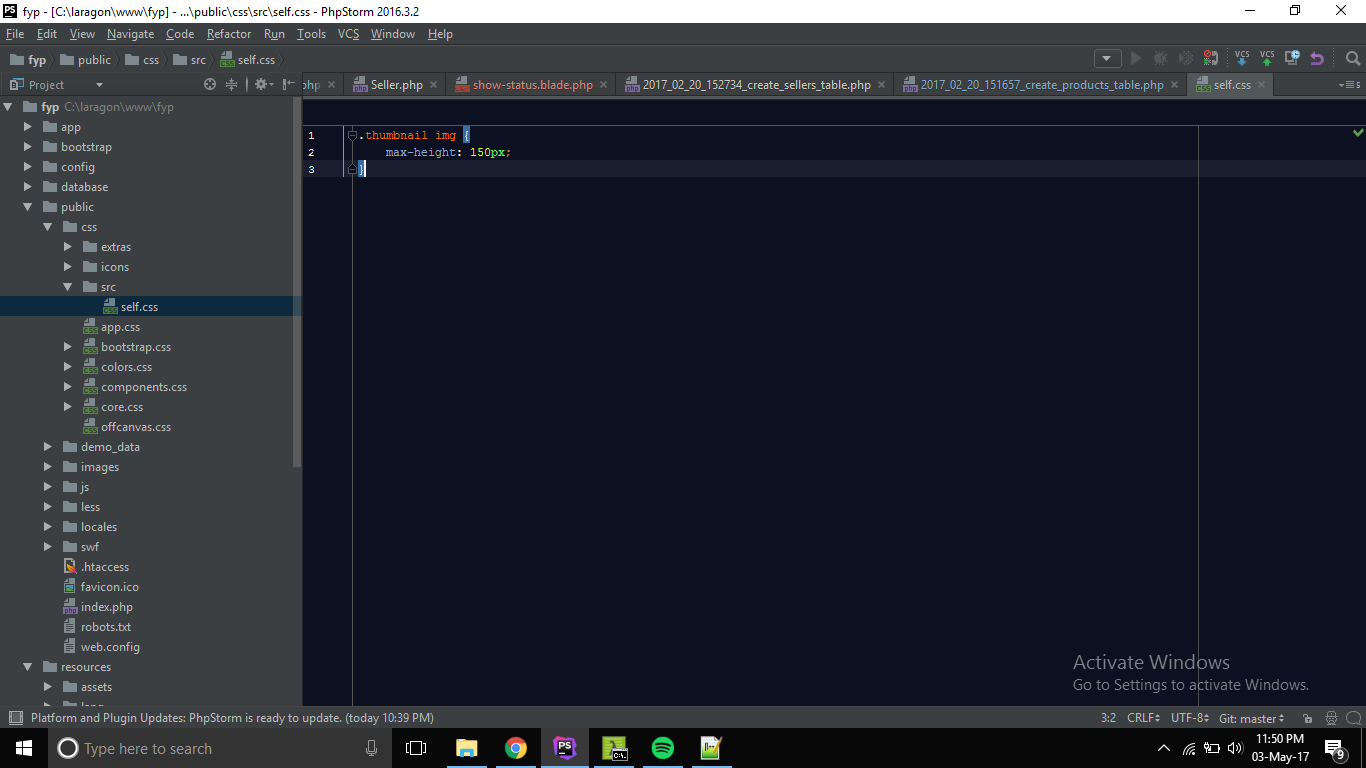 fyp - [C:\laragon\www\fyp] - ...\public\css\src\self.css - PhpStorm 2016.3.2
File Edit View Navigate Code Refactor Run Tools VCS Window Help
fyp public css src self.css
VCS VCS
Project
php Seller.php show-status.blade.php 2017_02_20_152734_create_sellers_table.php 2017_02_20_151657_create_products_table.php self.css
fyp C:\laragon\www\fyp
app
bootstrap
config
database
public
css
extras
icons
src
self.css
app.css
bootstrap.css
colors.css
components.css
core.css
offcanvas.css
demo_data
images
js
less
locales
swf
.htaccess
favicon.ico
index.php
robots.txt
web.config
resources
assets
1 .thumbnail img {
2 max-height: 150px;
3 }
Activate Windows
Go to Settings to activate Windows.
Platform and Plugin Updates: PhpStorm is ready to update. (today 10:39 PM) 3:2 CRLF UTF-8 Git: master
Type here to search
11:50 PM
03-May-17
9